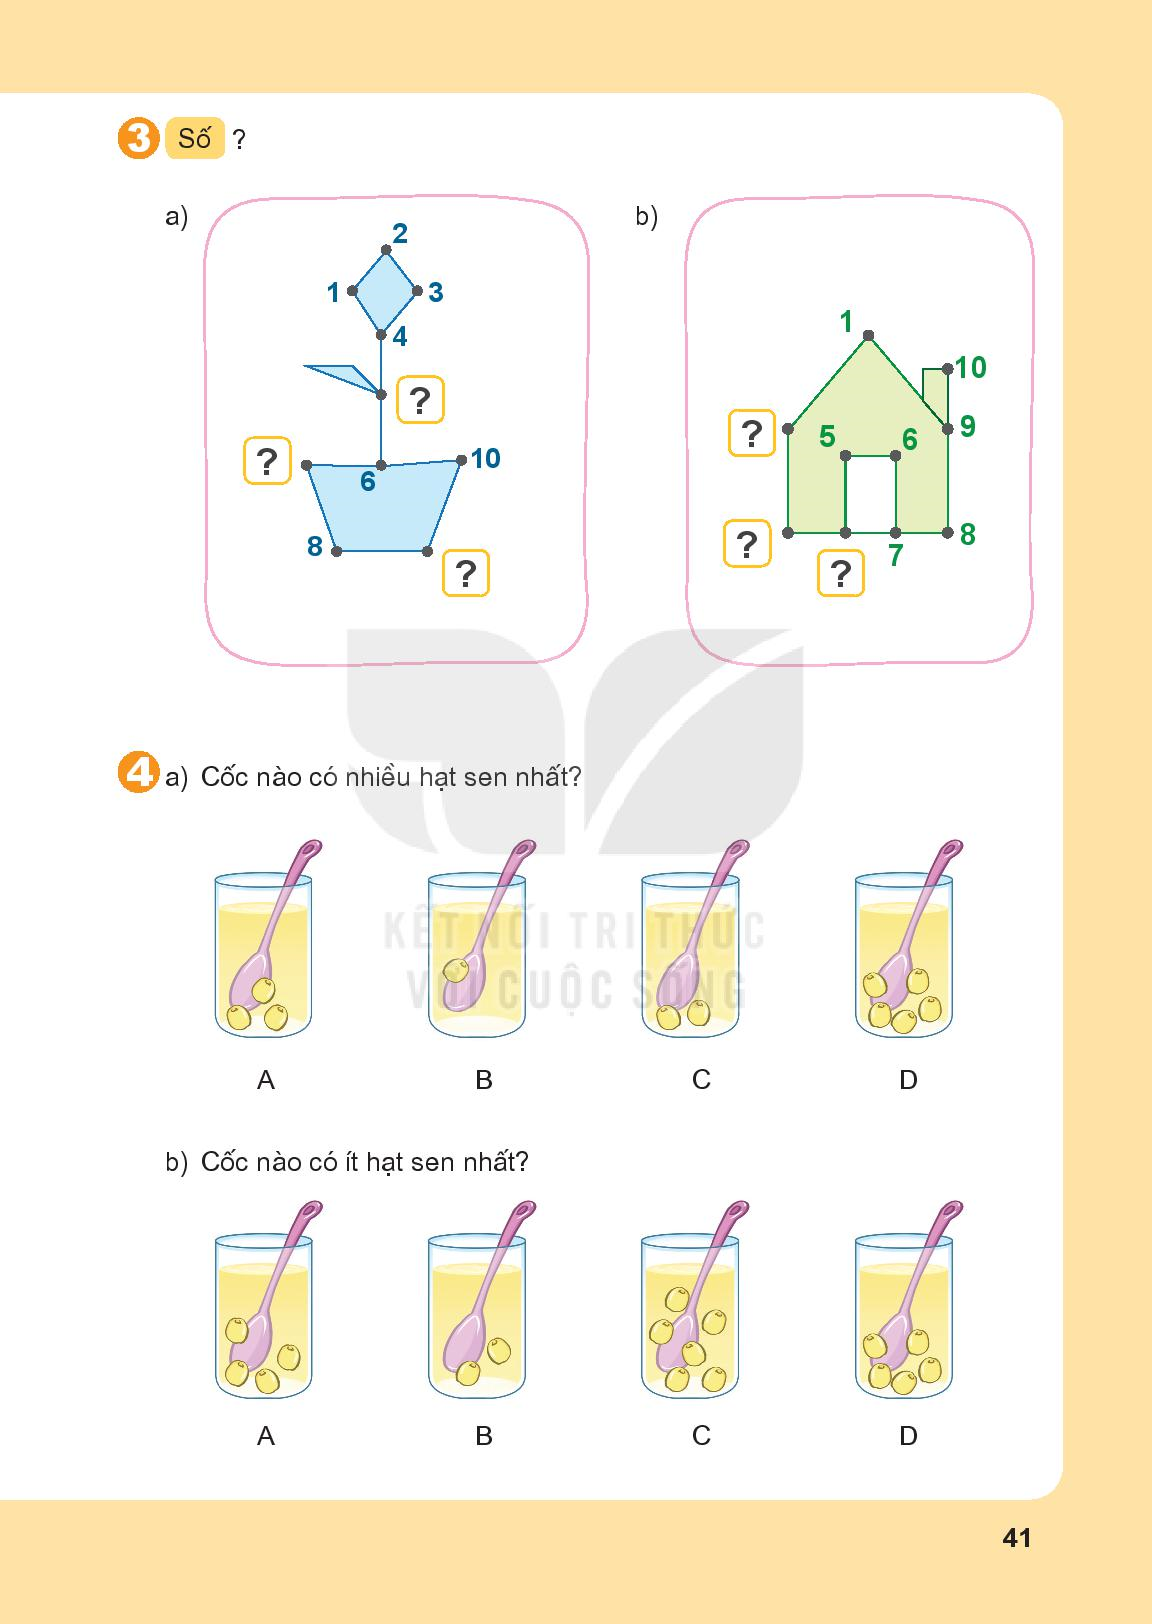 3 Số ?
a)
2
1
3
4
?
?
6
10
8
?
b)
1
10
?
5
6
9
?
?
7
8
4 a) Cốc nào có nhiều hạt sen nhất?
KẾT NỐI TRI THỨC
VỚI CUỘC SỐNG
A B C D
b) Cốc nào có ít hạt sen nhất?
A B C D
41